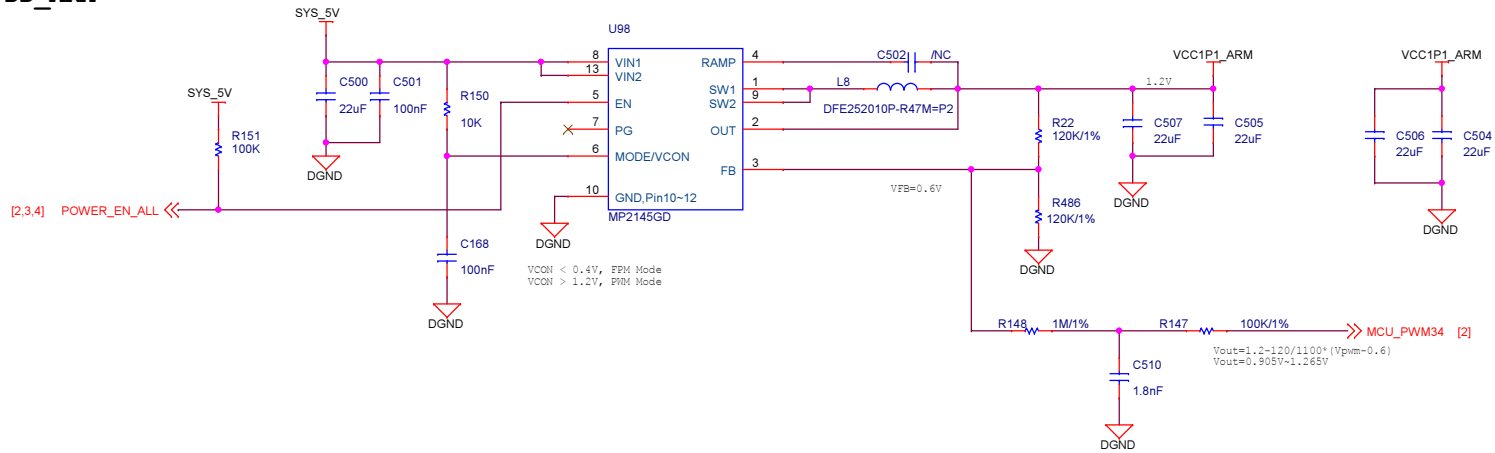 SYS_5V
U98
C500
22uF
C501
100nF
R150
10K
SYS_5V
R151
100K
DGND
[2,3,4] POWER_EN_ALL
8
VIN1
13
VIN2
5
EN
7
PG
6
MODE/VCON
10
GND,Pin10~12
MP2145GD
RAMP
4
SW1
1
SW2
9
OUT
2
FB
3
DGND
C168
100nF
DGND
VCON < 0.4V, FPM Mode
VCON > 1.2V, PWM Mode
C502
/NC
L8
DFE252010P-R47M=P2
VCC1P1_ARM
1.2V
R22
120K/1%
C507
22uF
C505
22uF
VFB=0.6V
DGND
R486
120K/1%
DGND
VCC1P1_ARM
C506
22uF
C504
22uF
DGND
R148
1M/1%
R147
100K/1%
MCU_PWM34 [2]
Vout=1.2-120/1100*(Vpwm-0.6)
Vout=0.905V~1.265V
C510
1.8nF
DGND